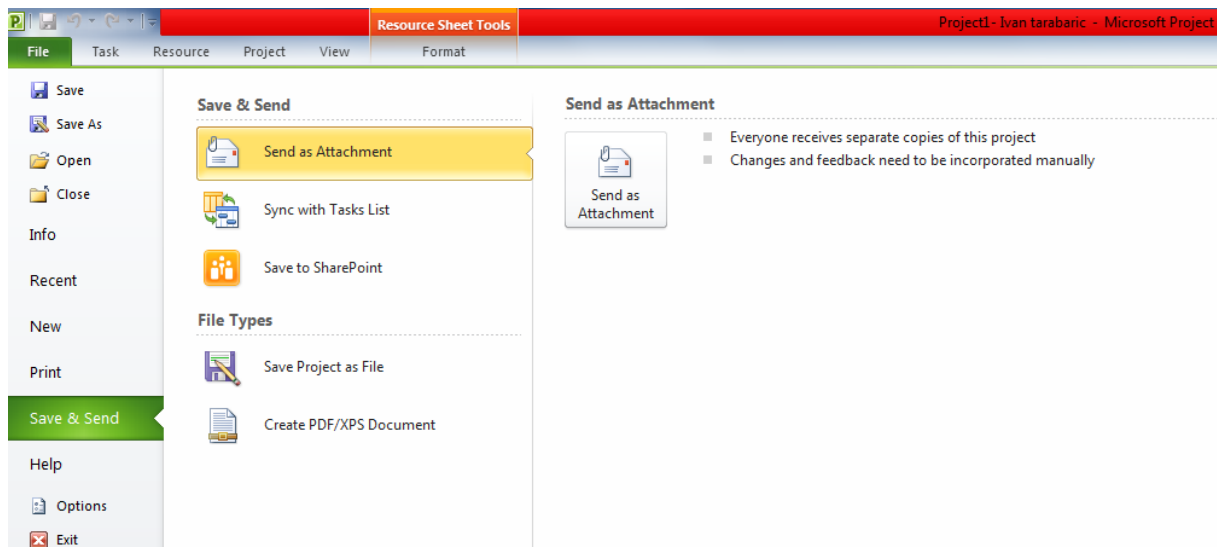 Resource Sheet Tools
Project1- Ivan tarabaric - Microsoft Project
File Task Resource Project View Format
Save
Save As
Open
Close
Info
Recent
New
Print
Save & Send
Help
Options
Exit
Save & Send
Send as Attachment
Sync with Tasks List
Save to SharePoint
File Types
Save Project as File
Create PDF/XPS Document
Send as Attachment
Send as
Attachment
Everyone receives separate copies of this project
Changes and feedback need to be incorporated manually